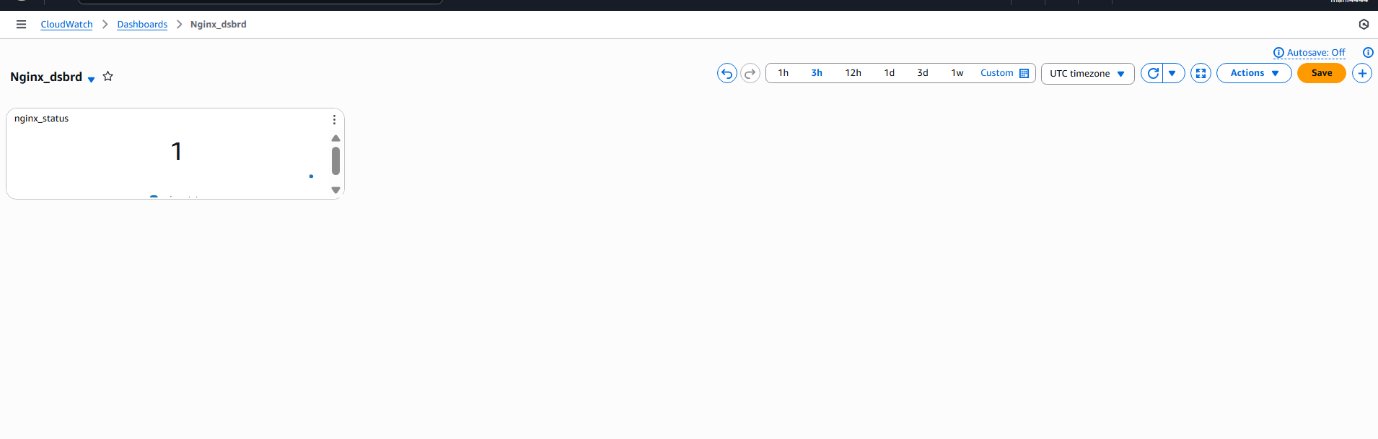 CloudWatch > Dashboards > Nginx_dsbrd
Autosave: Off
Nginx_dsbrd
1h 3h 12h 1d 3d 1w Custom UTC timezone Actions Save
nginx_status
1